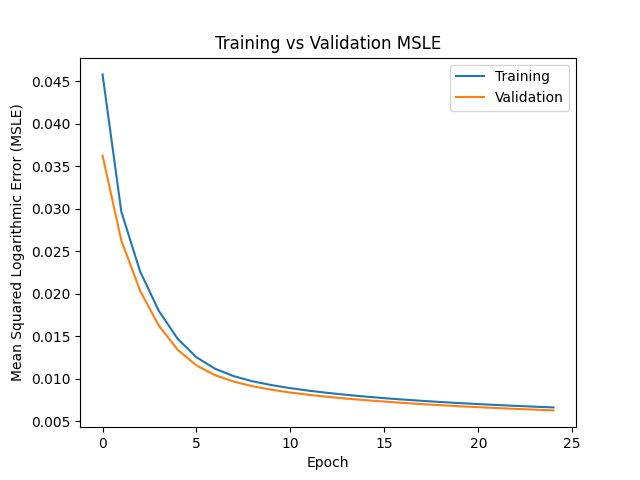 Training vs Validation MSLE
Training
Validation
Mean Squared Logarithmic Error (MSLE)
0.045
0.040
0.035
0.030
0.025
0.020
0.015
0.010
0.005
0 5 10 15 20 25
Epoch